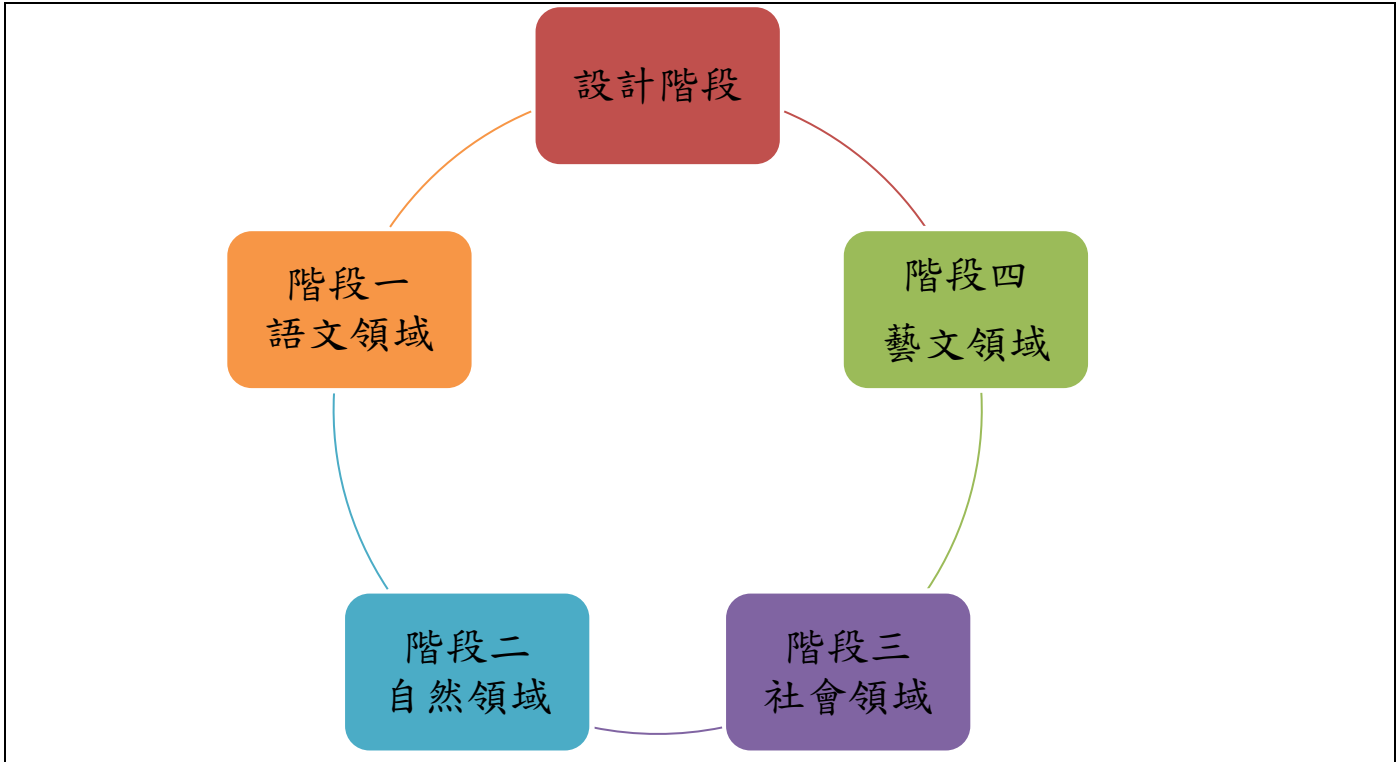 設計階段
階段一
語文領域
階段二
自然領域
階段三
社會領域
階段四
藝文領域